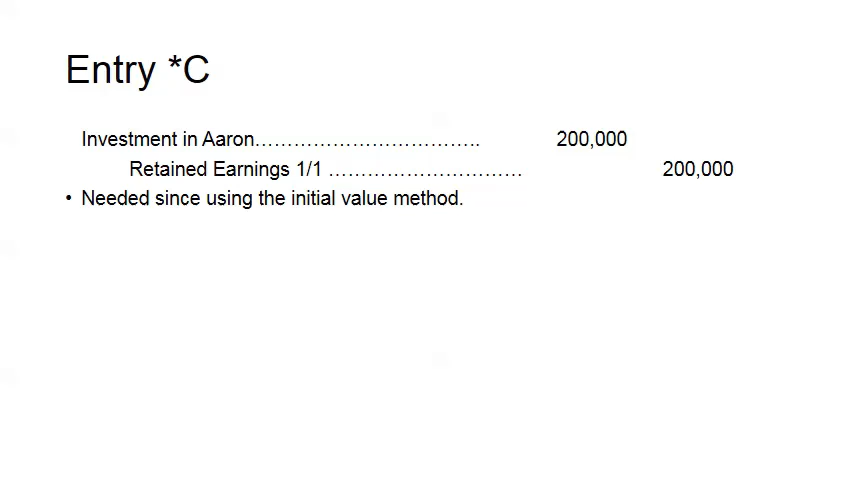 Entry *C
Investment in Aaron…………………………….. 200,000
Retained Earnings 1/1 ………………………… 200,000
• Needed since using the initial value method.